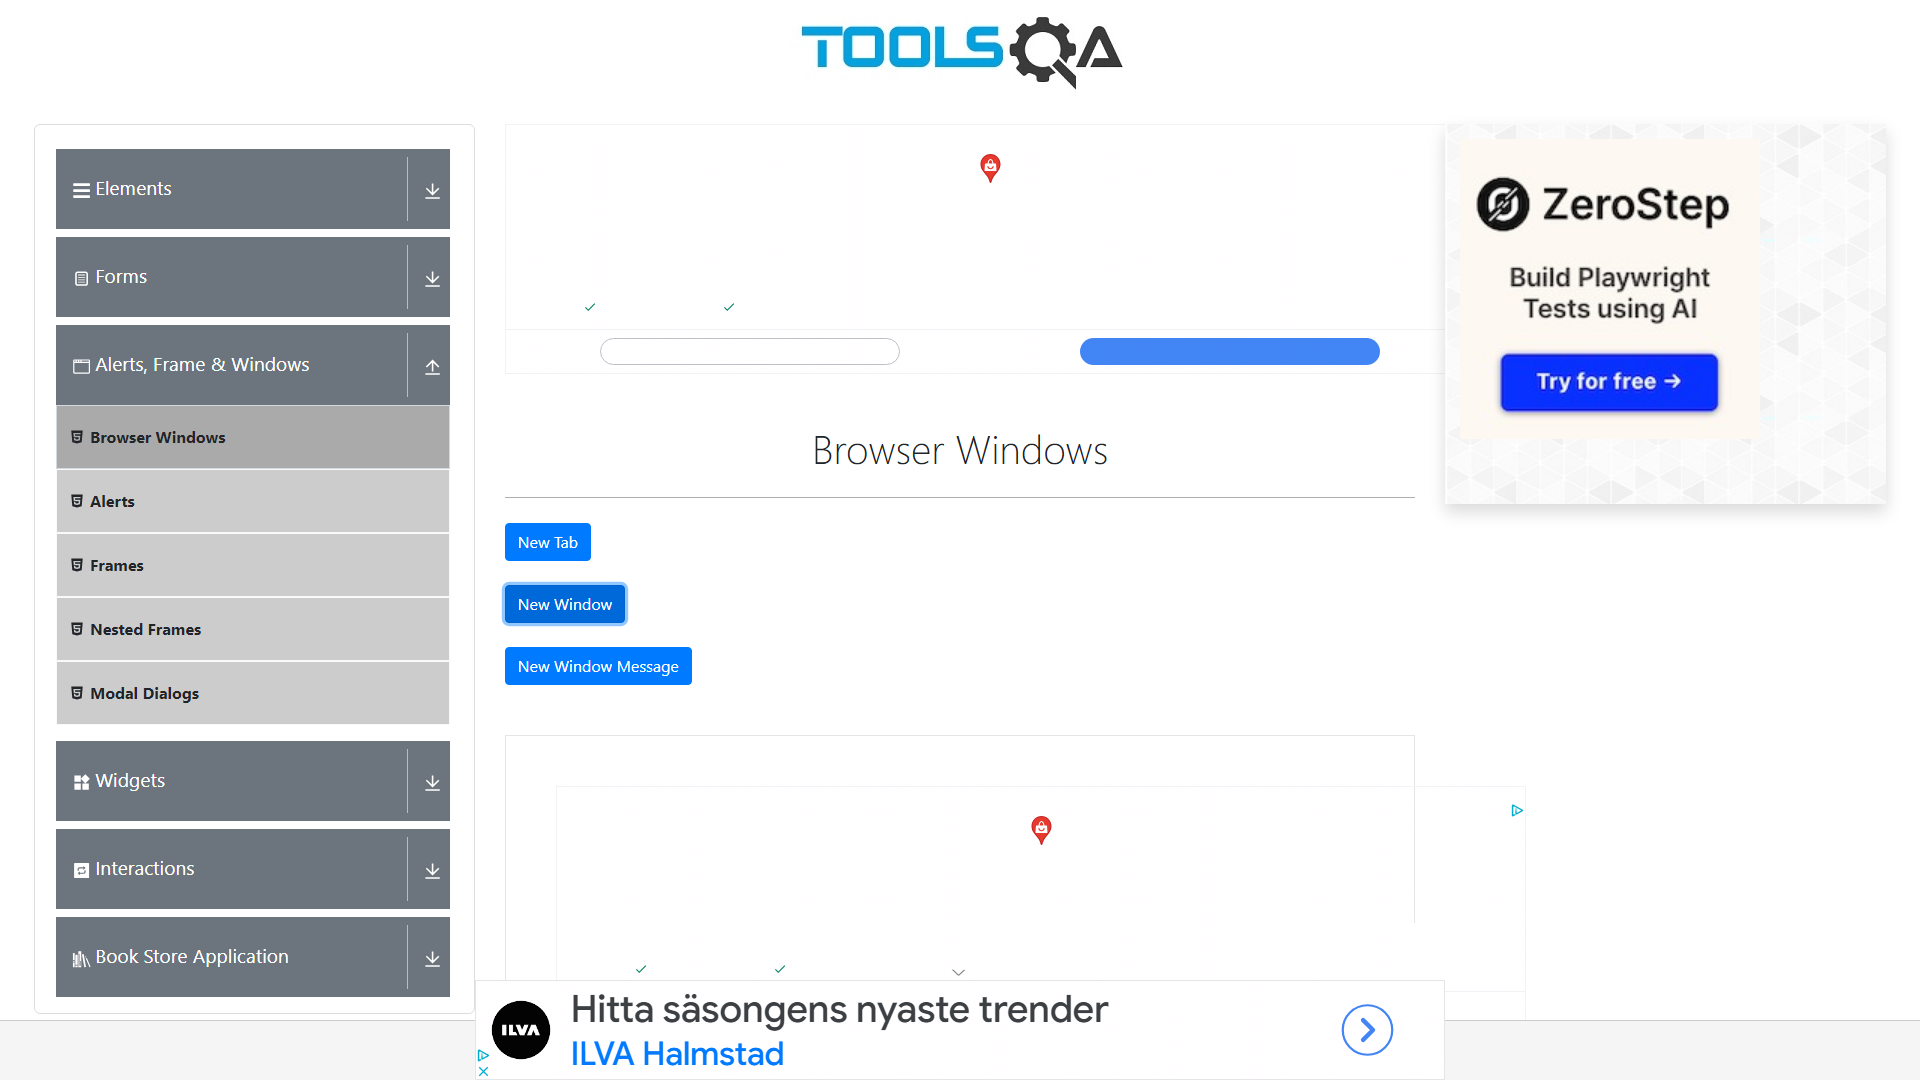 TOOLSQA
Elements
Forms
Alerts, Frame & Windows
Browser Windows
Alerts
Frames
Nested Frames
Modal Dialogs
Widgets
Interactions
Book Store Application
Browser Windows
New Tab
New Window
New Window Message
ZeroStep
Build Playwright
Tests using AI
Try for free →
ILVA
Hitta säsongens nyaste trender
ILVA Halmstad